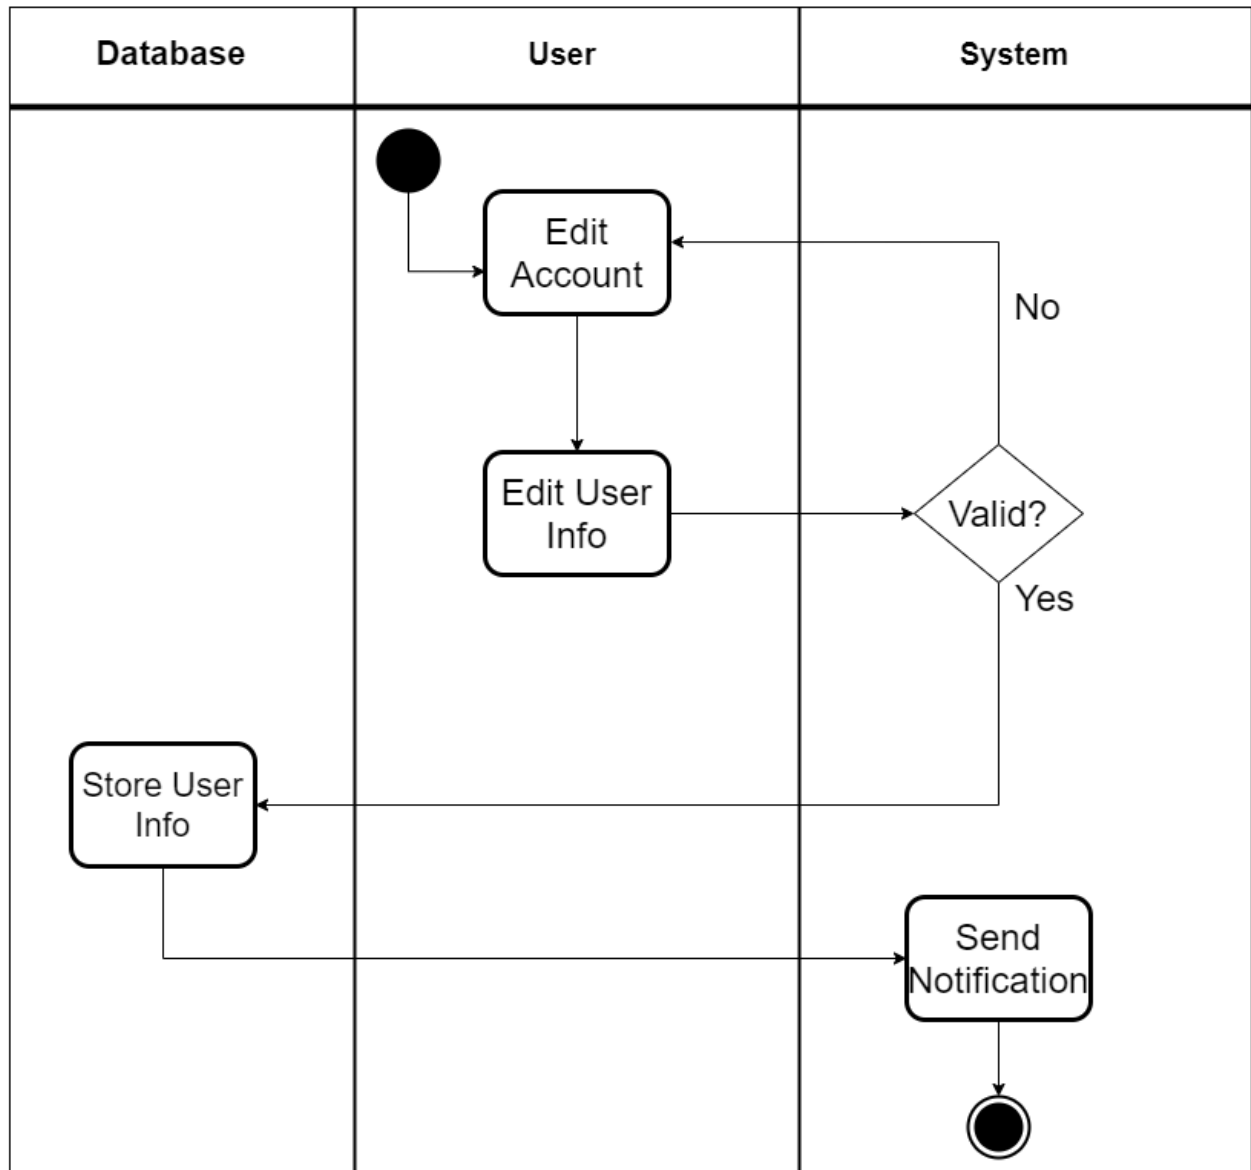 Database
User
System
Edit
Account
No
Edit User
Info
Valid?
Yes
Store User
Info
Send
Notification